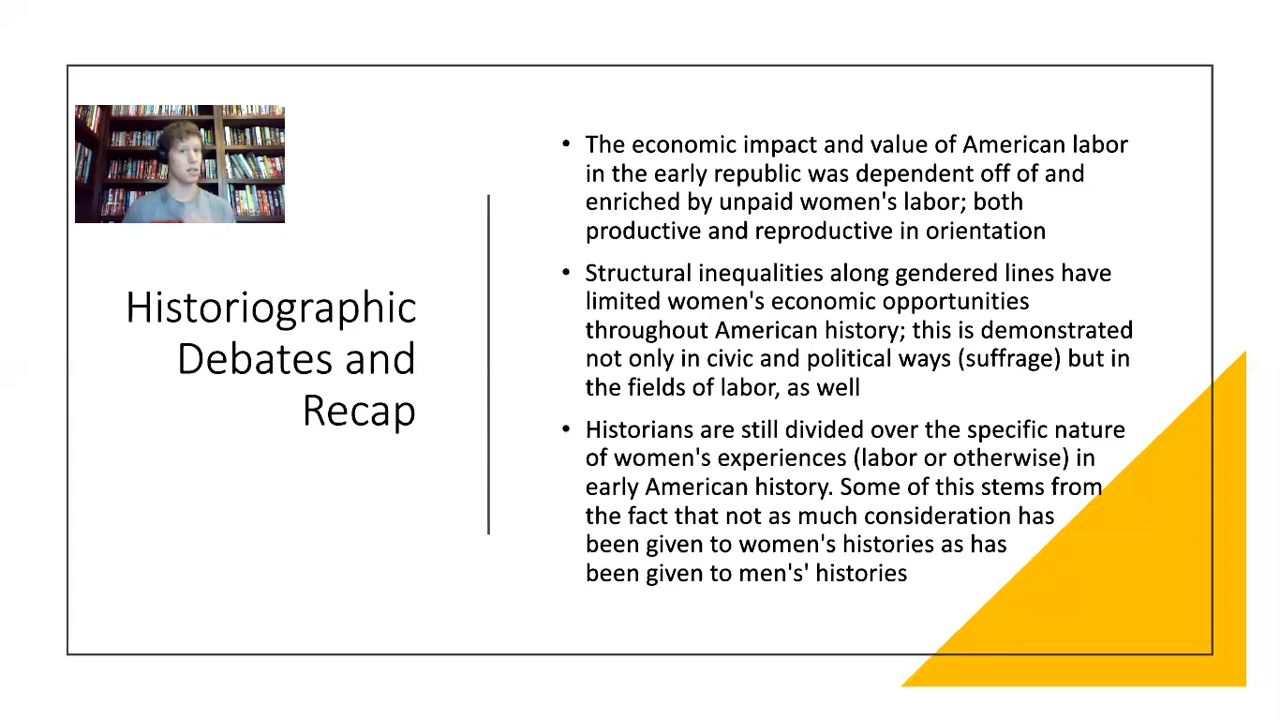 Historiographic
Debates and
Recap
• The economic impact and value of American labor
in the early republic was dependent off of and
enriched by unpaid women's labor; both
productive and reproductive in orientation
• Structural inequalities along gendered lines have
limited women's economic opportunities
throughout American history; this is demonstrated
not only in civic and political ways (suffrage) but in
the fields of labor, as well
• Historians are still divided over the specific nature
of women's experiences (labor or otherwise) in
early American history. Some of this stems from
the fact that not as much consideration has
been given to women's histories as has
been given to men's' histories